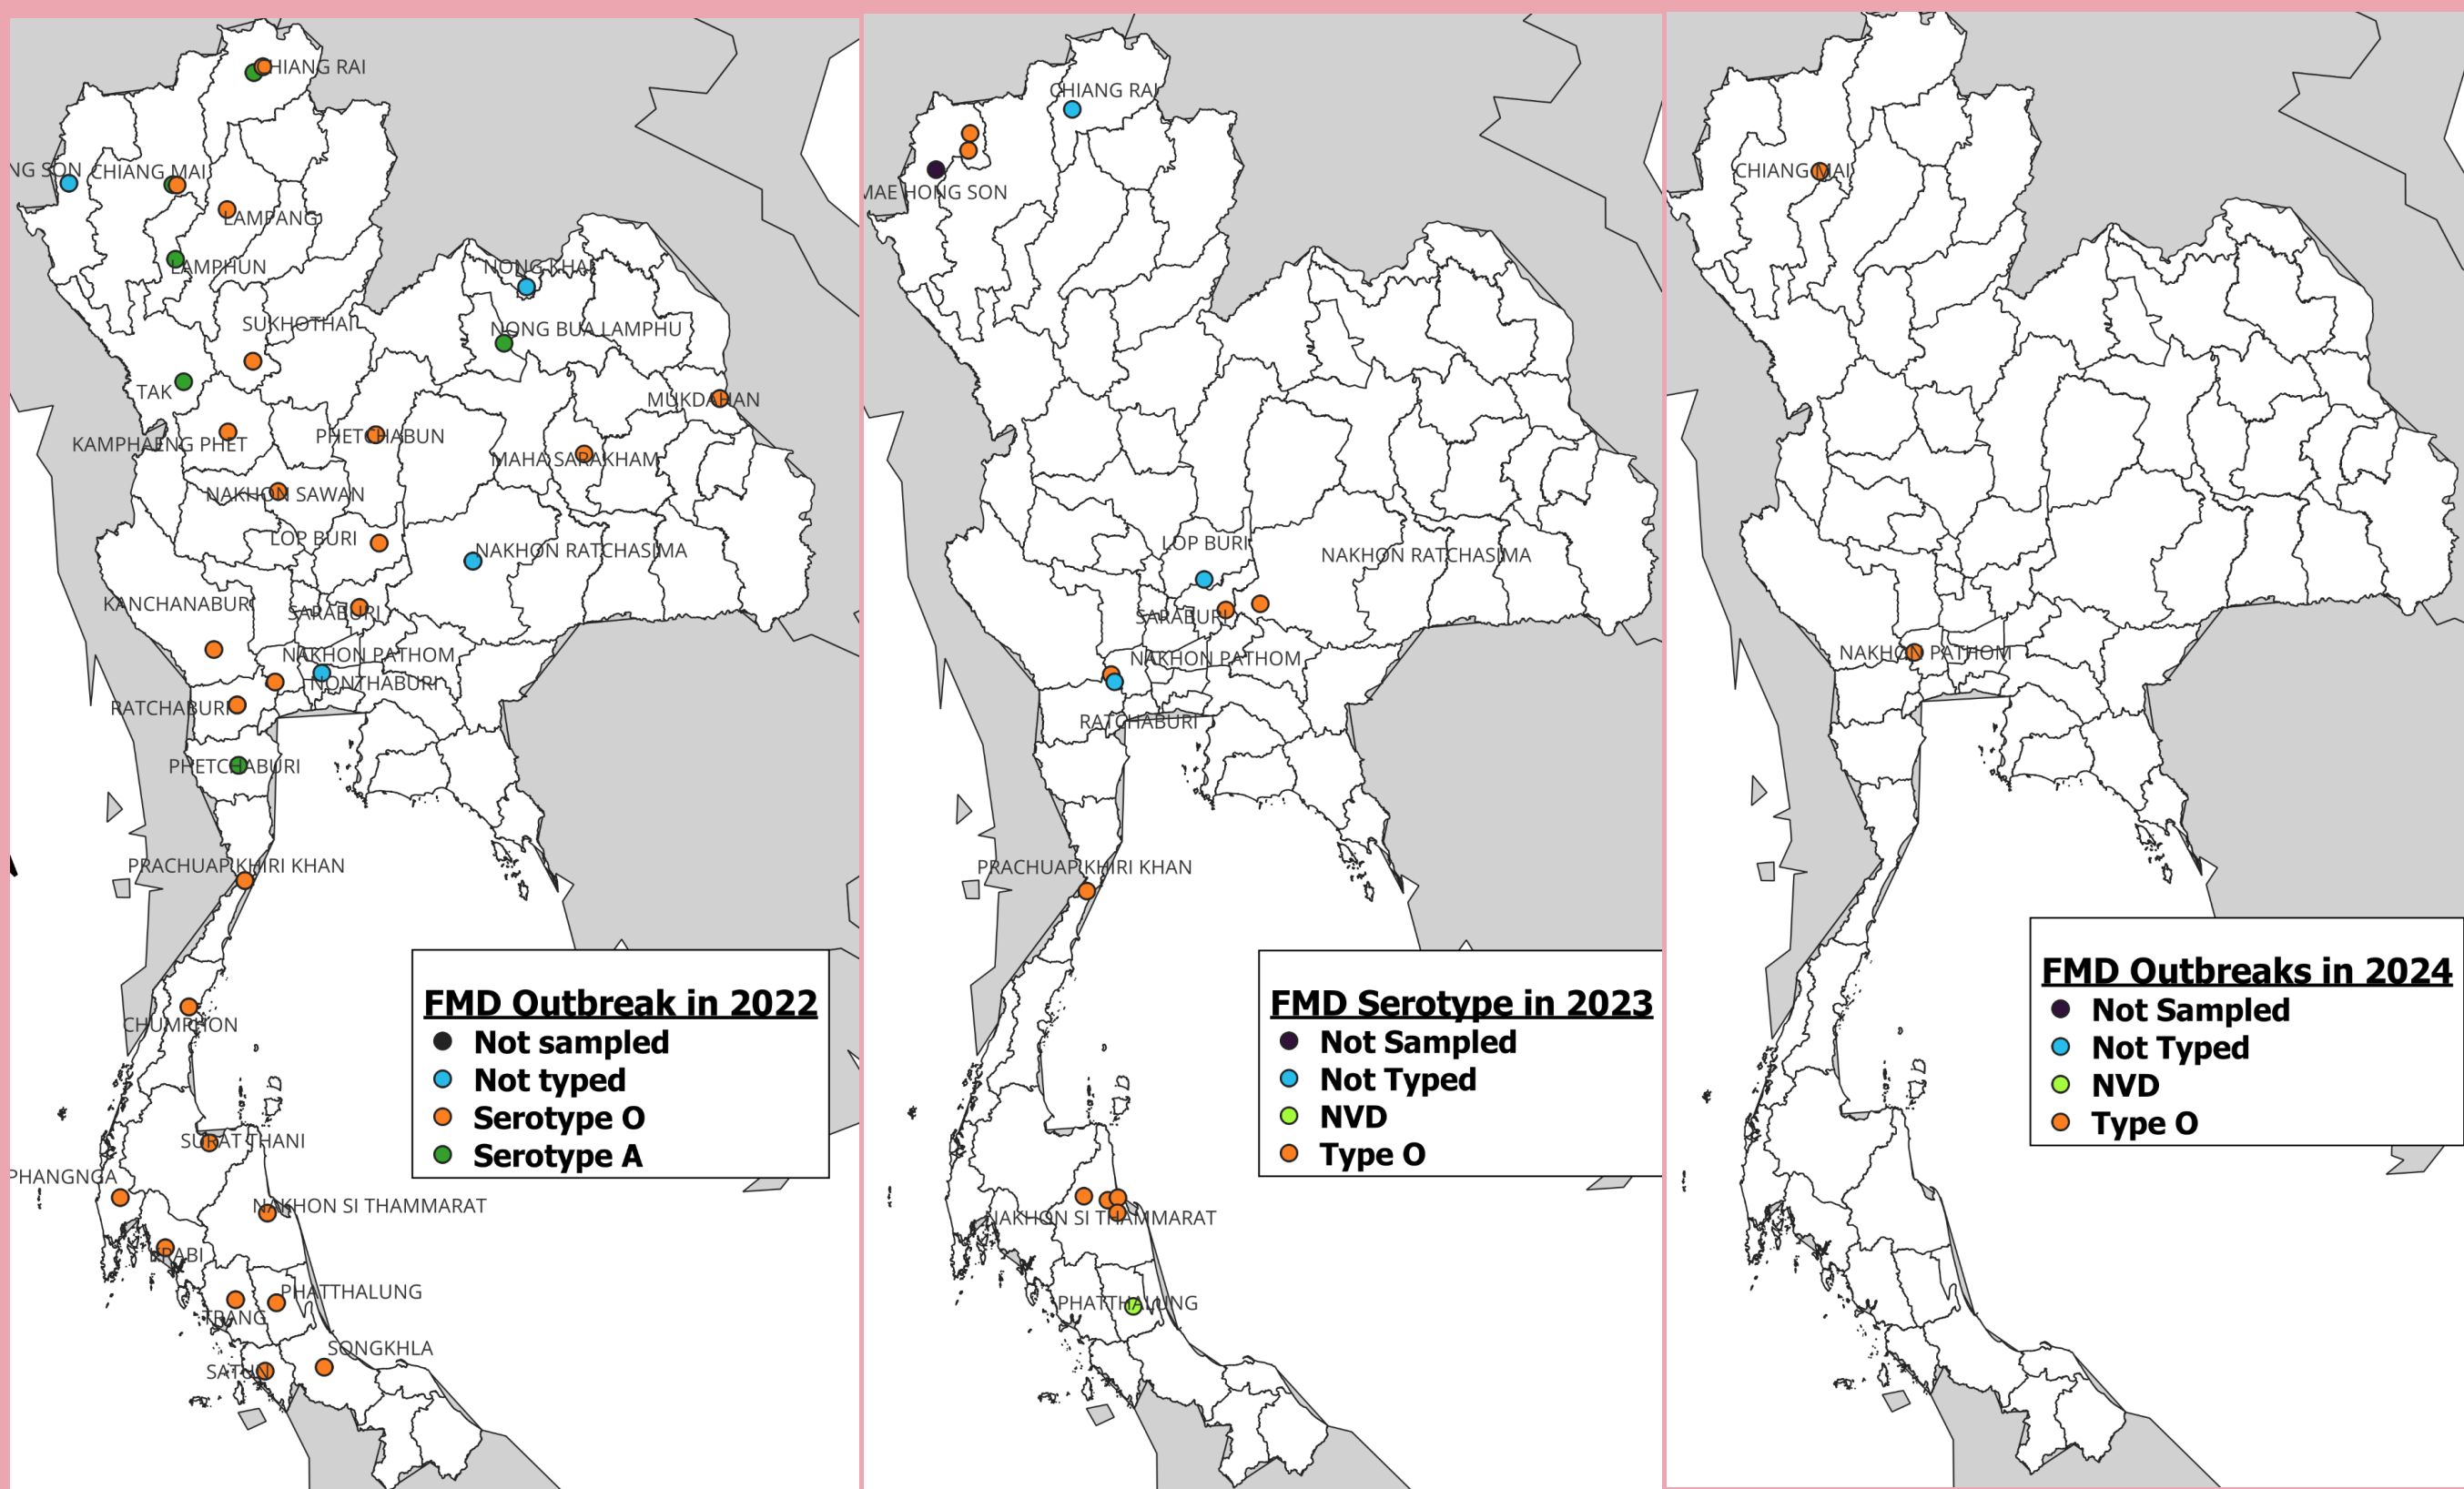 CHIANG RAI
NG SON
CHIANG MAI
LAMPANG
LAMPHUN
NONG KHAI
SUKHOTHAI
NONG BUA LAMPHU
TAK
MUKDAHAN
KAMPHAENG PHET
PHETCHABUN
MAHA SARAKHAM
NAKHON SAWAN
LOP BURI
NAKHON RATCHASIMA
KANCHANABURI
SARABURI
NAKHON PATHOM
NONTHABURI
RATCHABURI
PHETCHABURI
PRACHUAP KHIRI KHAN
CHUMPHON
SURAT THANI
PHANGNGA
NAKHON SI THAMMARAT
KRABI
PHATTHALUNG
TRANG
SONGKHLA
SATUN
FMD Outbreak in 2022
Not sampled
Not typed
Serotype O
Serotype A
CHIANG RAI
MAE HONG SON
LOP BURI
NAKHON RATCHASIMA
SARABURI
NAKHON PATHOM
RATCHABURI
PRACHUAP KHIRI KHAN
NAKHON SI THAMMARAT
PHATTHALUNG
FMD Serotype in 2023
Not Sampled
Not Typed
NVD
Type O
CHIANG MAI
NAKHON PATHOM
FMD Outbreaks in 2024
Not Sampled
Not Typed
NVD
Type O